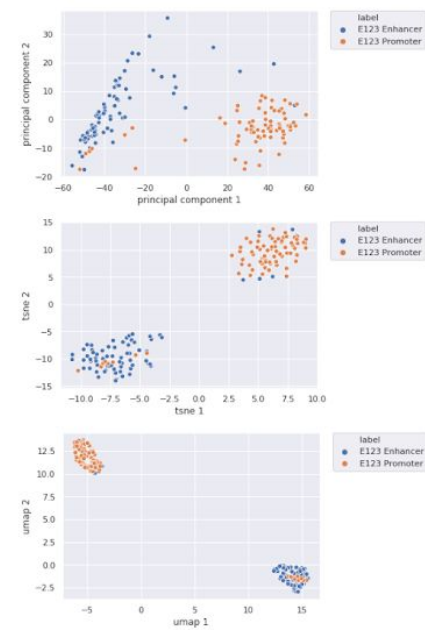 label
E123 Enhancer
E123 Promoter
principal component 2
30
20
10
0
−10
−20
−60 −40 −20 0 20 40 60
principal component 1
label
E123 Enhancer
E123 Promoter
tsne 2
15
10
5
0
−5
−10
−15
−10.0 −7.5 −5.0 −2.5 0.0 2.5 5.0 7.5 10.0
tsne 1
label
E123 Enhancer
E123 Promoter
umap 2
12.5
10.0
7.5
5.0
2.5
0.0
−2.5
−5 0 5 10 15
umap 1